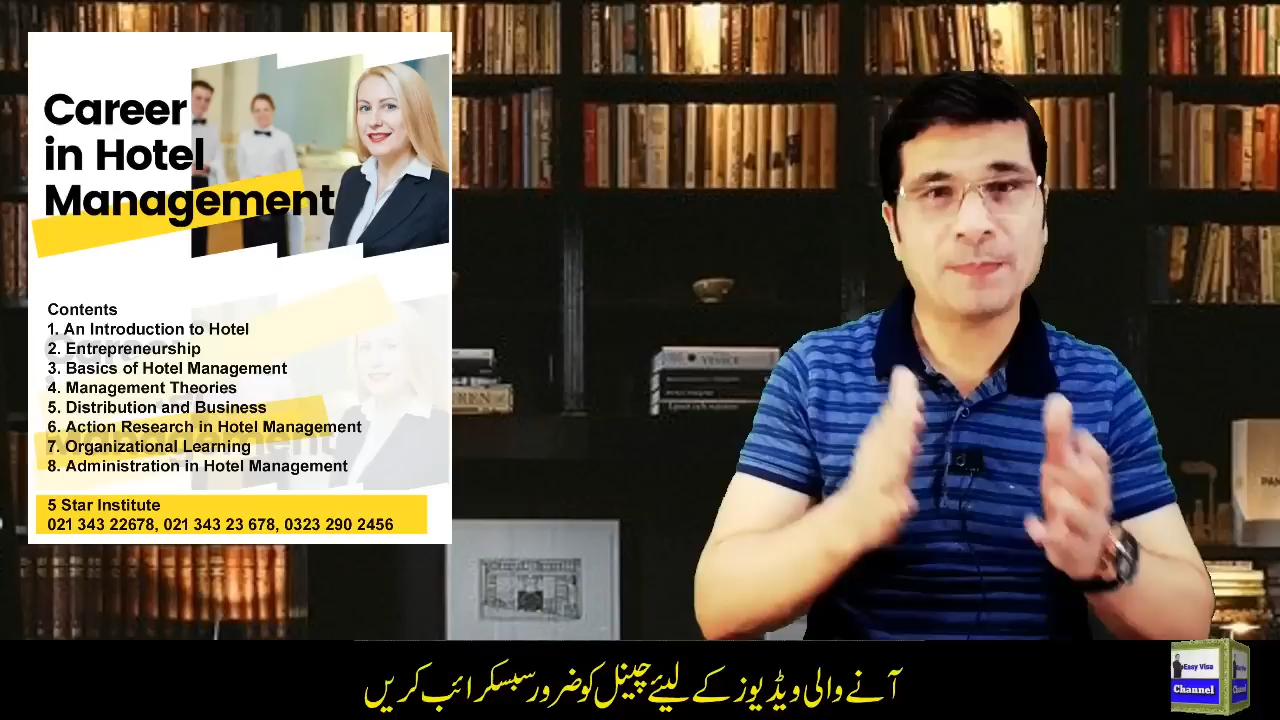 Career
in Hotel
Management
Contents
1. An Introduction to Hotel
2. Entrepreneurship
3. Basics of Hotel Management
4. Management Theories
5. Distribution and Business
6. Action Research in Hotel Management
7. Organizational Learning
8. Administration in Hotel Management
5 Star Institute
021 343 22678, 021 343 23 678, 0323 290 2456
VENICE
آنے والی ویڈیوز کے لیئے چینل کو ضرور سبسکرائب کریں
Easy Visa
Channel